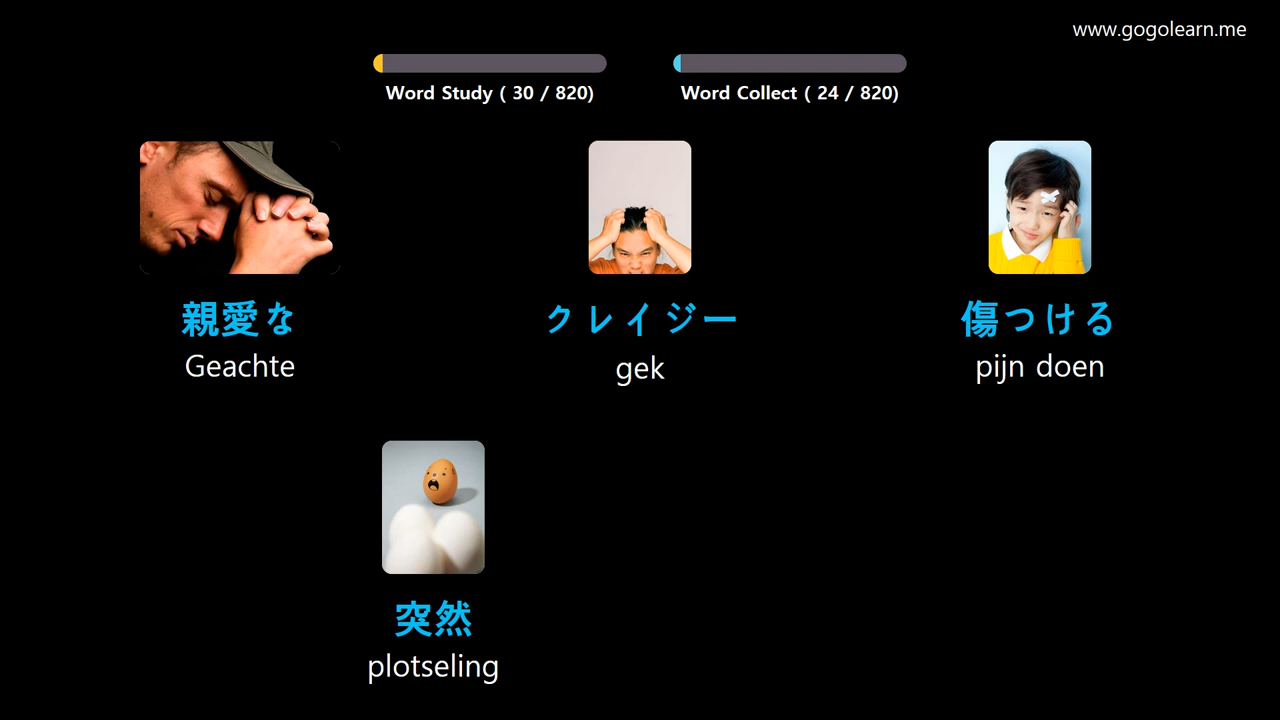 www.gogolearn.me
Word Study ( 30 / 820)
Word Collect ( 24 / 820)
親愛な
Geachte
クレイジー
gek
傷つける
pijn doen
突然
plotseling